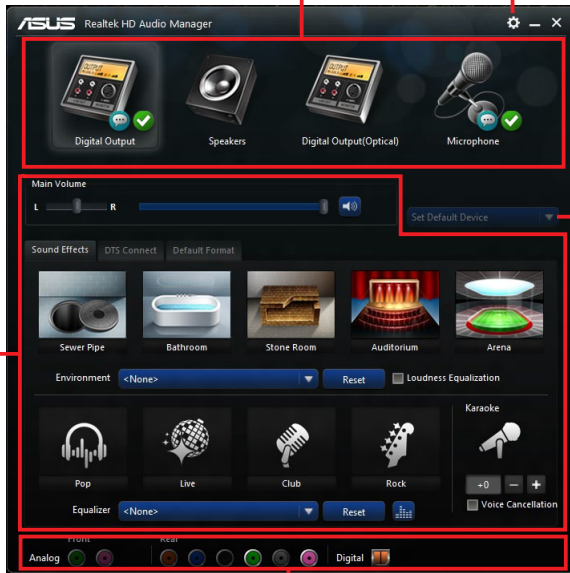 ASUS Realtek HD Audio Manager
Digital Output Speakers Digital Output(Optical) Microphone
Main Volume
L R
Set Default Device
Sound Effects DTS Connect Default Format
Sewer Pipe Bathroom Stone Room Auditorium Arena
Environment <None> Reset Loudness Equalization
Karaoke
Pop Live Club Rock
+0
Equalizer <None> Reset Voice Cancellation
Front Rear
Analog Digital